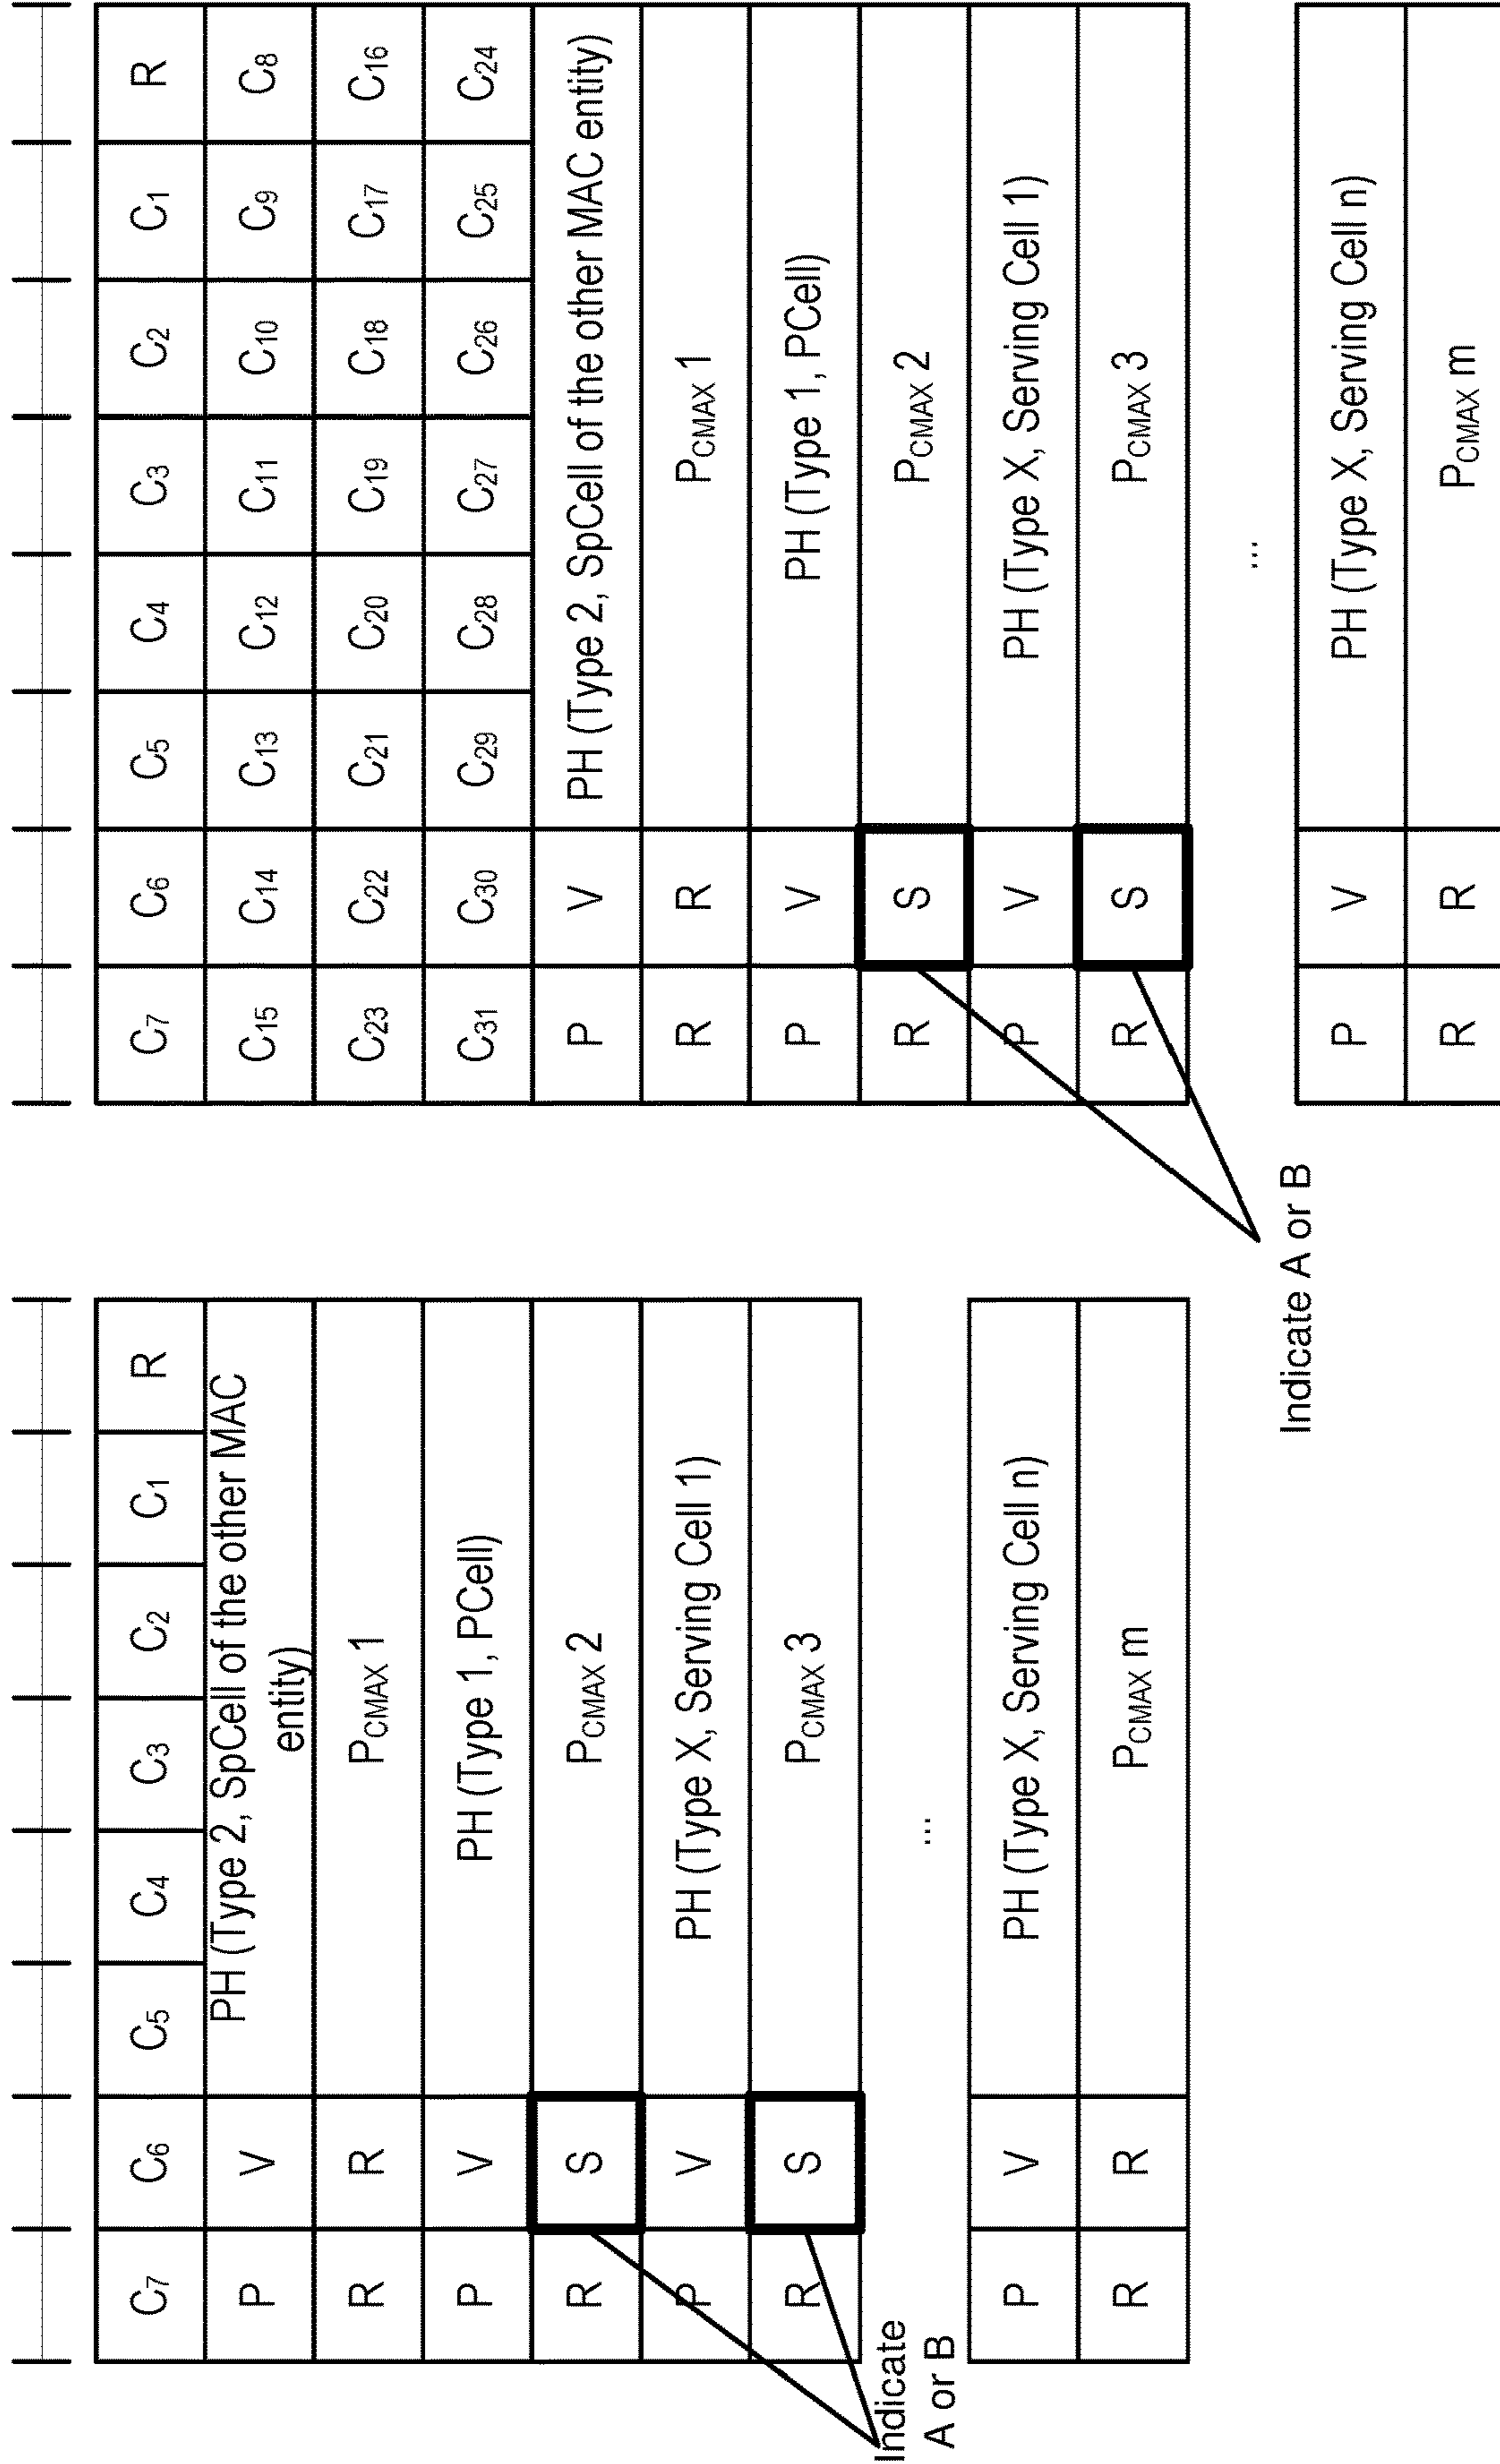 C7 C6 C5 C4 C3 C2 C1 R
P V PH (Type 2, SpCell of the other MAC
entity)
R R PCMAX 1
P V PH (Type 1, PCell)
R S PCMAX 2
P V PH (Type X, Serving Cell 1)
R S PCMAX 3
...
P V PH (Type X, Serving Cell n)
R R PCMAX m
Indicate
A or B
C7 C6 C5 C4 C3 C2 C1 R
C15 C14 C13 C12 C11 C10 C9 C8
C23 C22 C21 C20 C19 C18 C17 C16
C31 C30 C29 C28 C27 C26 C25 C24
P V PH (Type 2, SpCell of the other MAC entity)
R R PCMAX 1
P V PH (Type 1, PCell)
R S PCMAX 2
P V PH (Type X, Serving Cell 1)
R S PCMAX 3
...
P V PH (Type X, Serving Cell n)
R R PCMAX m
Indicate A or B